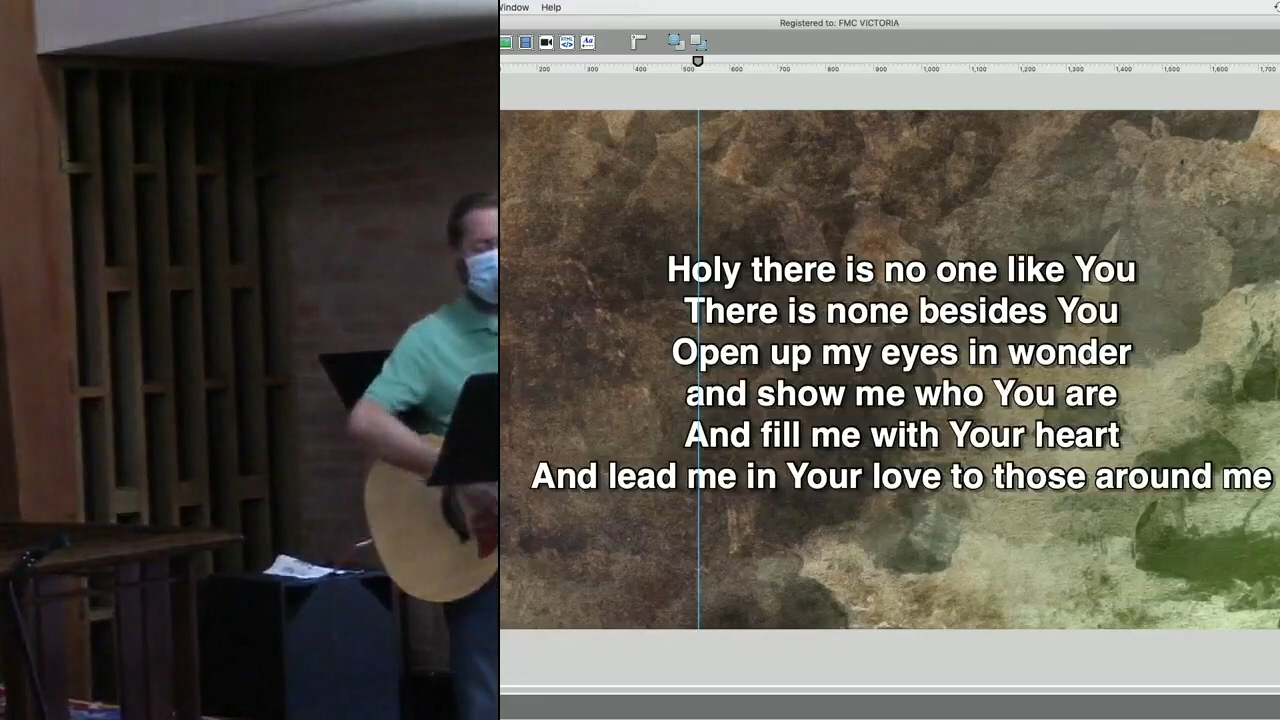 Window Help
Registered to: FMC VICTORIA
HTML Aa
200 300 400 500 600 700 800 900 1,000 1,100 1,200 1,300 1,400 1,500 1,600 1,700
Holy there is no one like You
There is none besides You
Open up my eyes in wonder
and show me who You are
And fill me with Your heart
And lead me in Your love to those around me